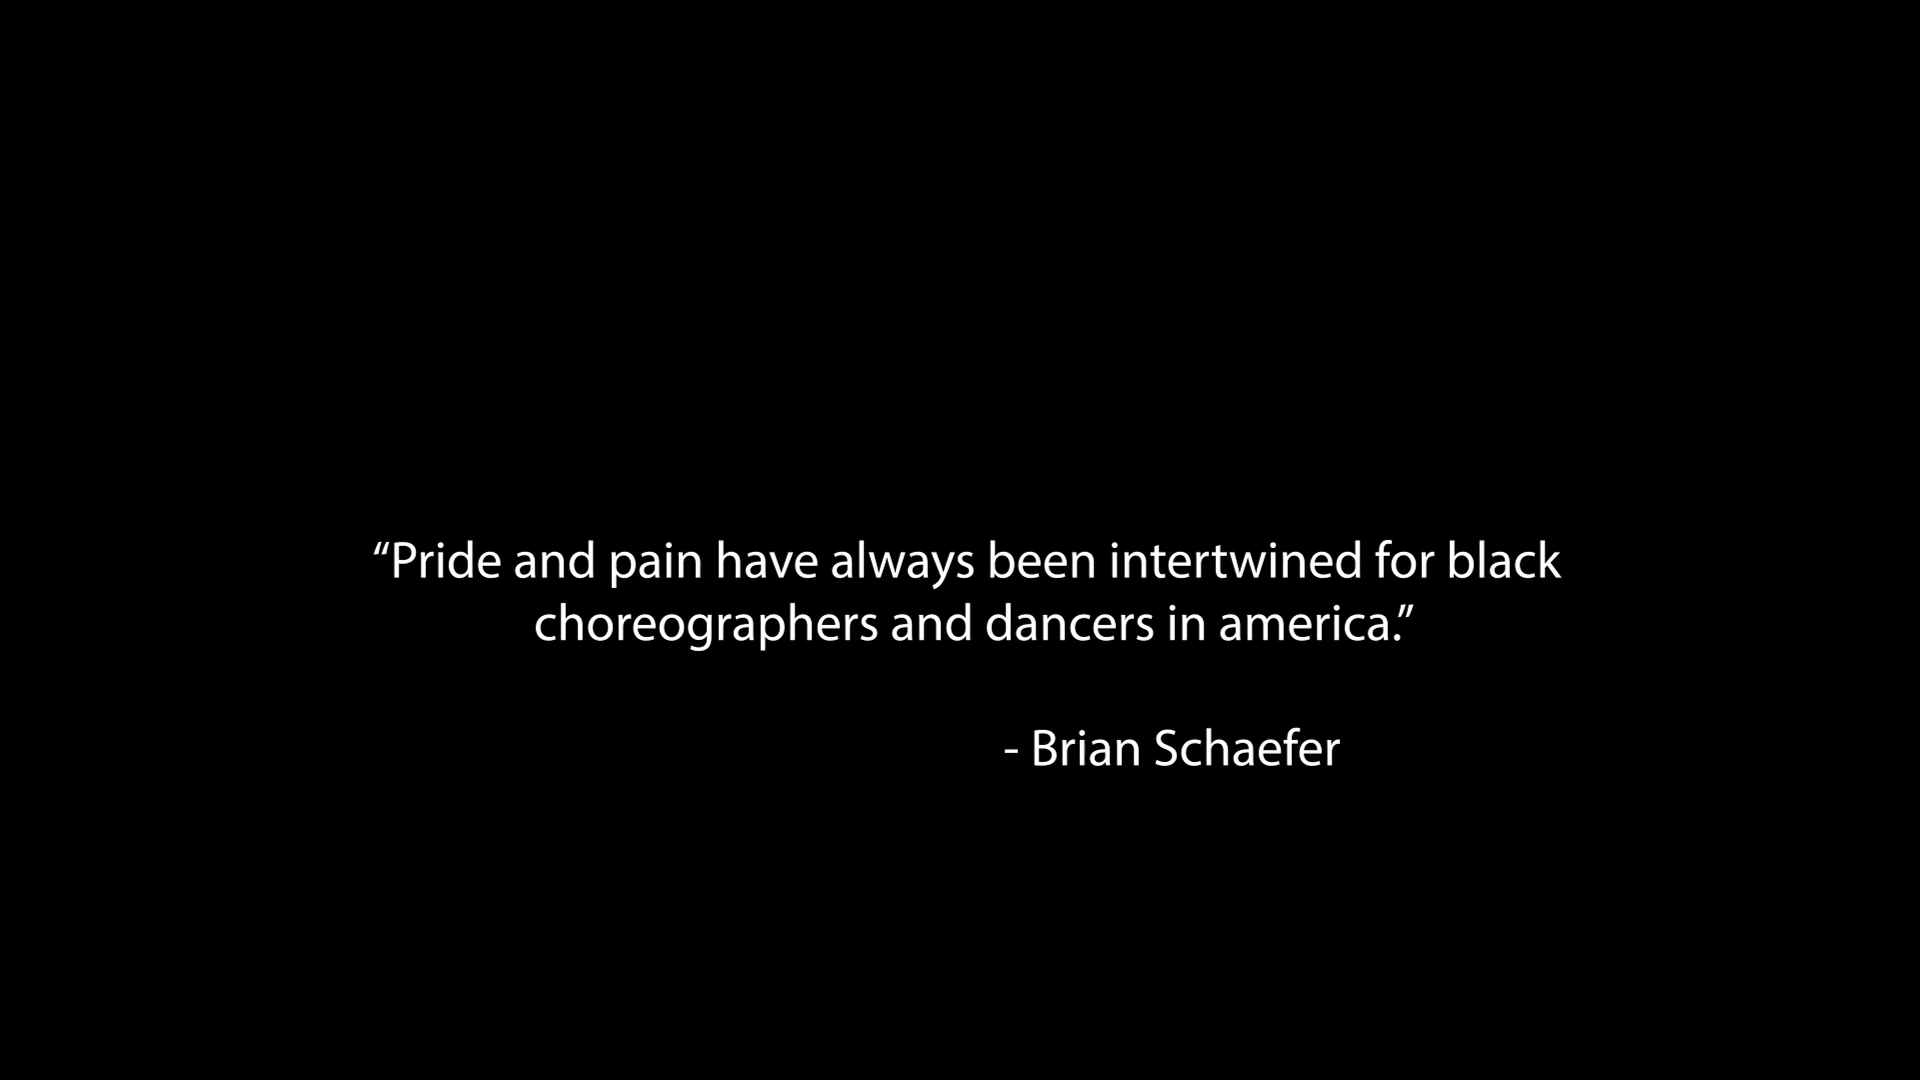 “Pride and pain have always been intertwined for black
choreographers and dancers in america.”
- Brian Schaefer